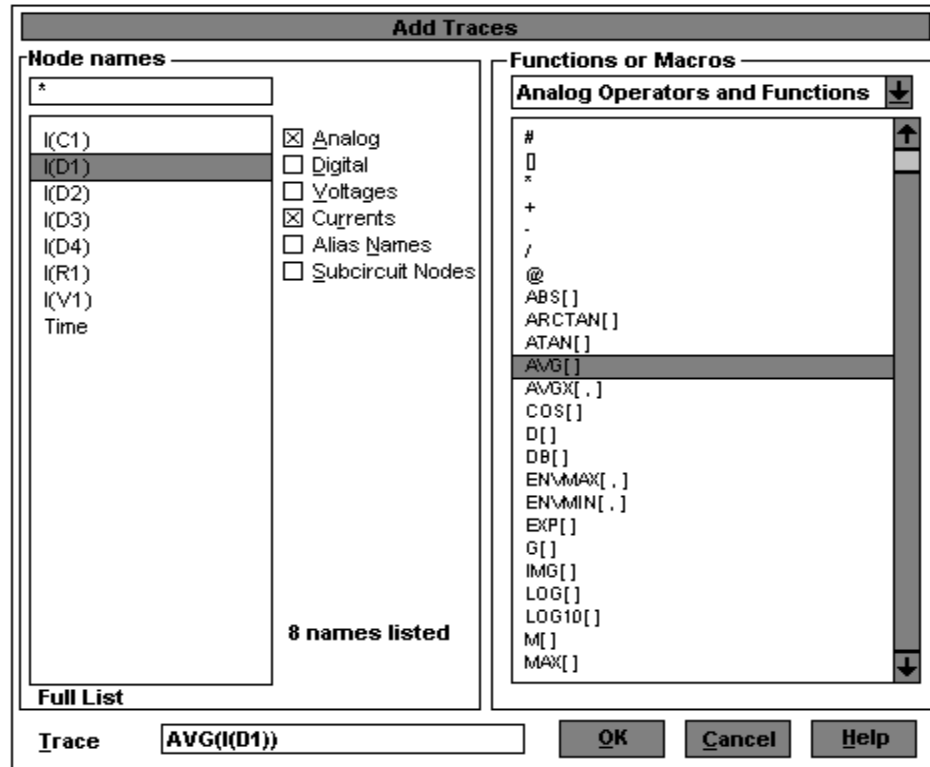 Add Traces
Node names
*
I(C1)
I(D1)
I(D2)
I(D3)
I(D4)
I(R1)
I(V1)
Time
Analog
Digital
Voltages
Currents
Alias Names
Subcircuit Nodes
8 names listed
Full List
Functions or Macros
Analog Operators and Functions
#
[]
*
+
-
/
@
ABS[ ]
ARCTAN[ ]
ATAN[ ]
AVG[ ]
AVGX[ , ]
COS[ ]
D[ ]
DB[ ]
ENVMAX[ , ]
ENVMIN[ , ]
EXP[ ]
G[ ]
IMG[ ]
LOG[ ]
LOG10[ ]
M[ ]
MAX[ ]
Trace
AVG(I(D1))
OK
Cancel
Help